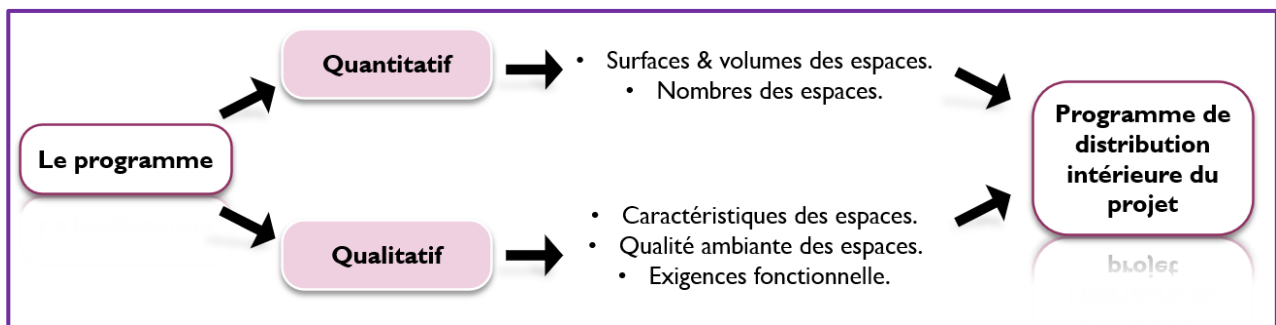 Le programme
Quantitatif
• Surfaces & volumes des espaces.
• Nombres des espaces.
Qualitatif
• Caractéristiques des espaces.
• Qualité ambiante des espaces.
• Exigences fonctionnelle.
Programme de
distribution
intérieure du
projet